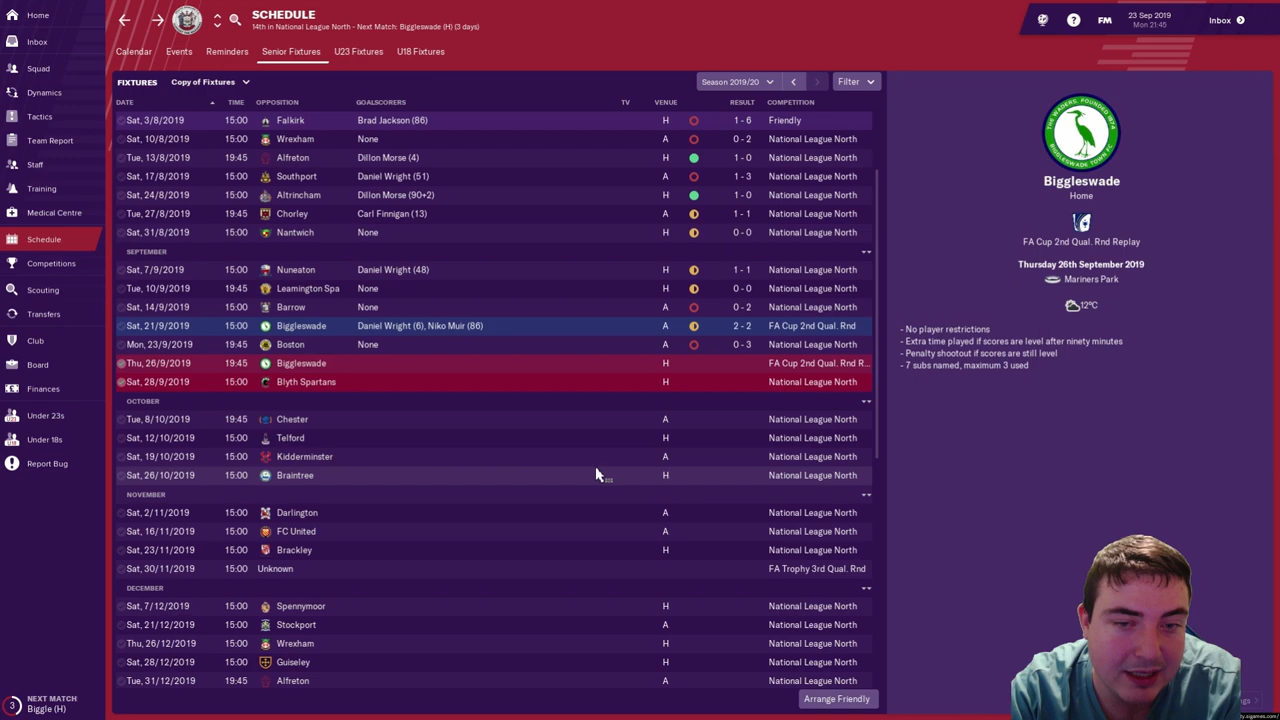 Home
Inbox
Squad
Dynamics
Tactics
Team Report
Staff
Training
Medical Centre
Schedule
Competitions
Scouting
Transfers
Club
Board
Finances
Under 23s
Under 18s
Report Bug
3 NEXT MATCH
Biggle (H)
SCHEDULE
14th in National League North - Next Match: Biggleswade (H) (3 days)
? FM 23 Sep 2019 Inbox
Mon 21:45
Calendar Events Reminders Senior Fixtures U23 Fixtures U18 Fixtures
FIXTURES Copy of Fixtures Season 2019/20 Filter
DATE TIME OPPOSITION GOALSCORERS TV VENUE RESULT COMPETITION
Sat, 3/8/2019 15:00 Falkirk Brad Jackson (86) H 1 - 6 Friendly
Sat, 10/8/2019 15:00 Wrexham None A 0 - 2 National League North
Tue, 13/8/2019 19:45 Alfreton Dillon Morse (4) H 1 - 0 National League North
Sat, 17/8/2019 15:00 Southport Daniel Wright (51) A 1 - 3 National League North
Sat, 24/8/2019 15:00 Altrincham Dillon Morse (90+2) H 1 - 0 National League North
Tue, 27/8/2019 19:45 Chorley Carl Finnigan (13) A 1 - 1 National League North
Sat, 31/8/2019 15:00 Nantwich None H 0 - 0 National League North
SEPTEMBER
Sat, 7/9/2019 15:00 Nuneaton Daniel Wright (48) H 1 - 1 National League North
Tue, 10/9/2019 19:45 Leamington Spa None H 0 - 0 National League North
Sat, 14/9/2019 15:00 Barrow None A 0 - 2 National League North
Sat, 21/9/2019 15:00 Biggleswade Daniel Wright (6), Niko Muir (86) A 2 - 2 FA Cup 2nd Qual. Rnd
Mon, 23/9/2019 19:45 Boston None A 0 - 3 National League North
Thu, 26/9/2019 19:45 Biggleswade H FA Cup 2nd Qual. Rnd R...
Sat, 28/9/2019 15:00 Blyth Spartans H National League North
OCTOBER
Tue, 8/10/2019 19:45 Chester A National League North
Sat, 12/10/2019 15:00 Telford H National League North
Sat, 19/10/2019 15:00 Kidderminster A National League North
Sat, 26/10/2019 15:00 Braintree H National League North
NOVEMBER
Sat, 2/11/2019 15:00 Darlington A National League North
Sat, 16/11/2019 15:00 FC United A National League North
Sat, 23/11/2019 15:00 Brackley H National League North
Sat, 30/11/2019 15:00 Unknown FA Trophy 3rd Qual. Rnd
DECEMBER
Sat, 7/12/2019 15:00 Spennymoor H National League North
Sat, 21/12/2019 15:00 Stockport A National League North
Thu, 26/12/2019 15:00 Wrexham H National League North
Sat, 28/12/2019 15:00 Guiseley H National League North
Tue, 31/12/2019 19:45 Alfreton A National League North
Arrange Friendly
THE WADERS. FOUNDED 1874
BIGGLESWADE TOWN FC
Biggleswade
Home
FA Cup 2nd Qual. Rnd Replay
Thursday 26th September 2019
Mariners Park
12°C
- No player restrictions
- Extra time played if scores are level after ninety minutes
- Penalty shootout if scores are still level
- 7 subs named, maximum 3 used
by.sigames.com/